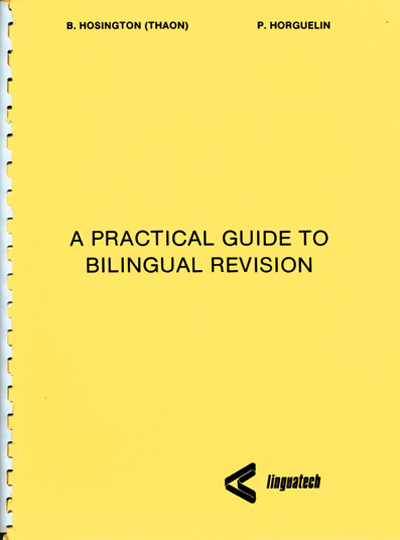 B. HOSINGTON (THAON) P. HORGUELIN
A PRACTICAL GUIDE TO
BILINGUAL REVISION
linguatech